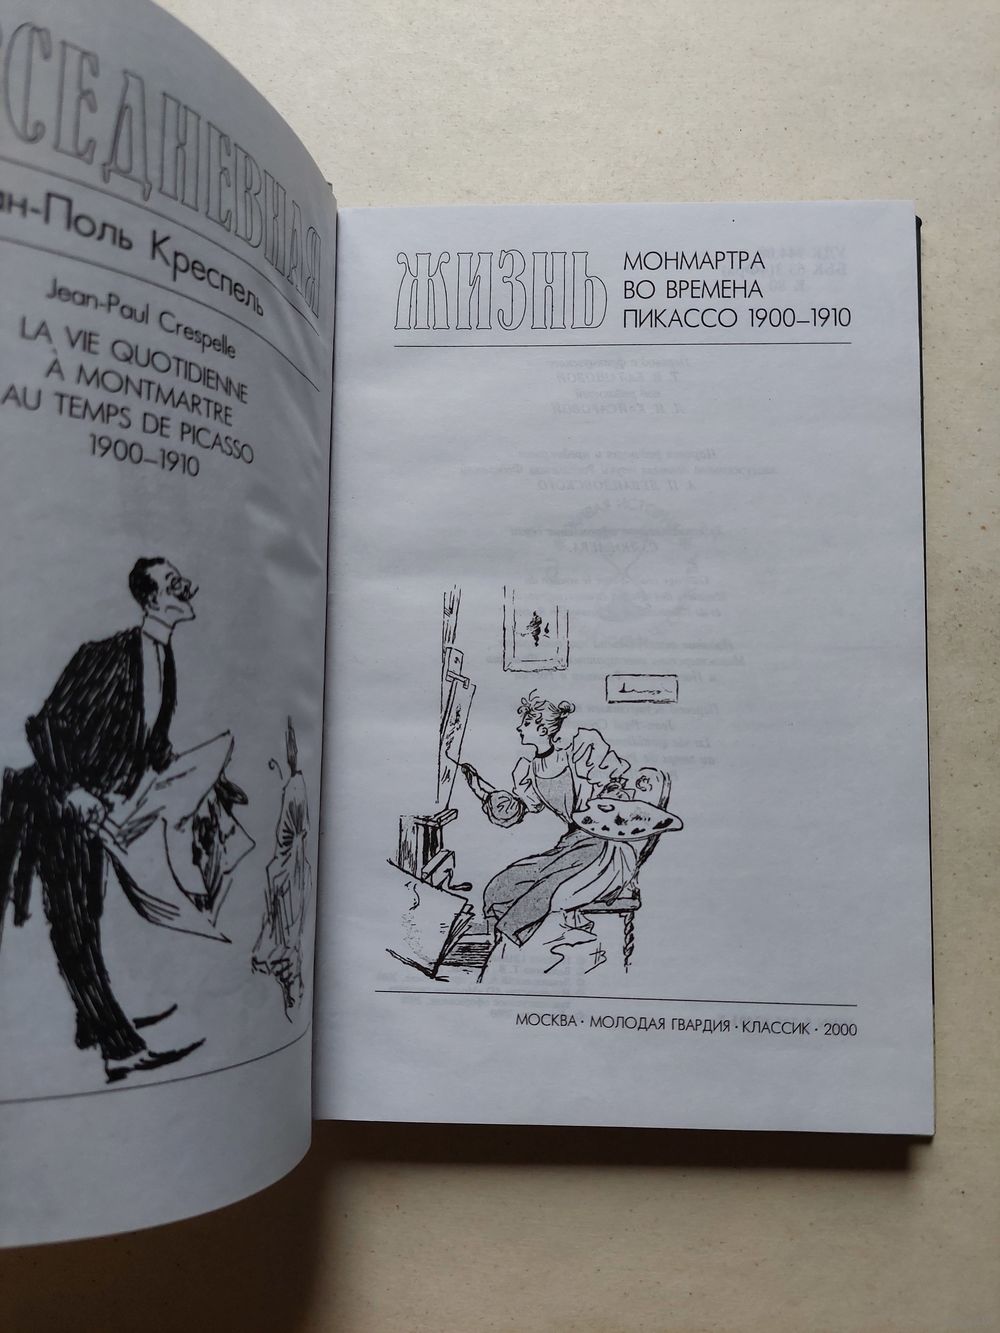 СЕДНЕВНАЯ
ан-Поль Креспель
Jean-Paul Crespelle
LA VIE QUOTIDIENNE
À MONTMARTRE
AU TEMPS DE PICASSO
1900–1910
ЖИЗНЬ
МОНМАРТРА
ВО ВРЕМЕНА
ПИКАССО 1900–1910
МОСКВА · МОЛОДАЯ ГВАРДИЯ · КЛАССИК · 2000